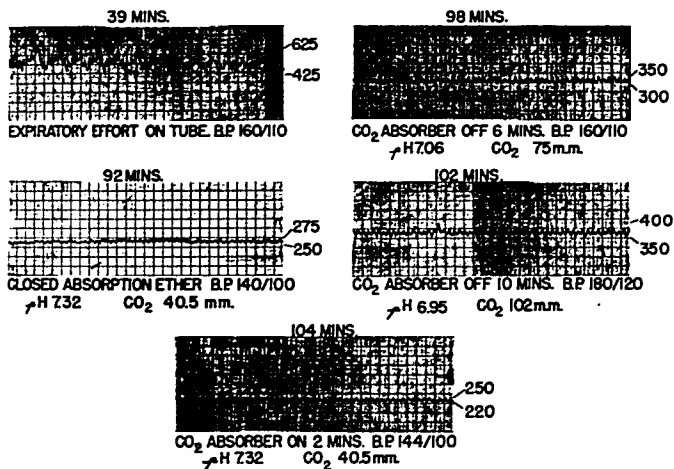 39 MINS.
625
425
EXPIRATORY EFFORT ON TUBE. B.P 160/110
98 MINS.
350
300
CO2 ABSORBER OFF 6 MINS. B.P 160/110
pH 7.06 CO2 75 m.m.
92 MINS.
275
250
CLOSED ABSORPTION ETHER B.P 140/100
pH 7.32 CO2 40.5 mm.
102 MINS.
400
350
CO2 ABSORBER OFF 10 MINS. B.P 180/120
pH 6.95 CO2 102 m.m.
104 MINS.
250
220
CO2 ABSORBER ON 2 MINS. B.P 144/100
pH 7.32 CO2 40.5 mm.